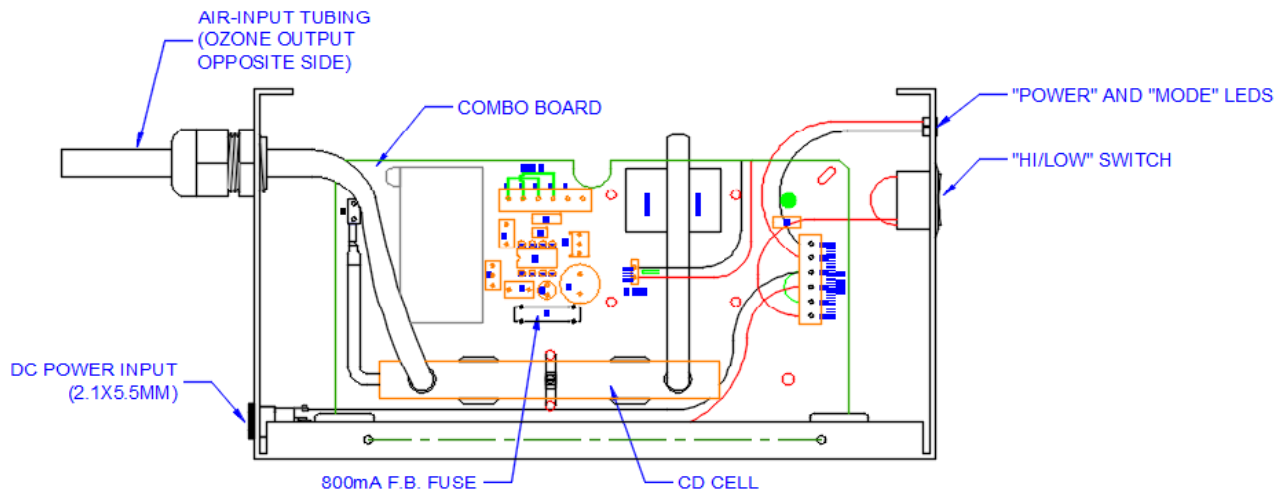 AIR-INPUT TUBING
(OZONE OUTPUT
OPPOSITE SIDE)
COMBO BOARD
"POWER" AND "MODE" LEDS
"HI/LOW" SWITCH
DC POWER INPUT
(2.1X5.5MM)
800mA F.B. FUSE
CD CELL